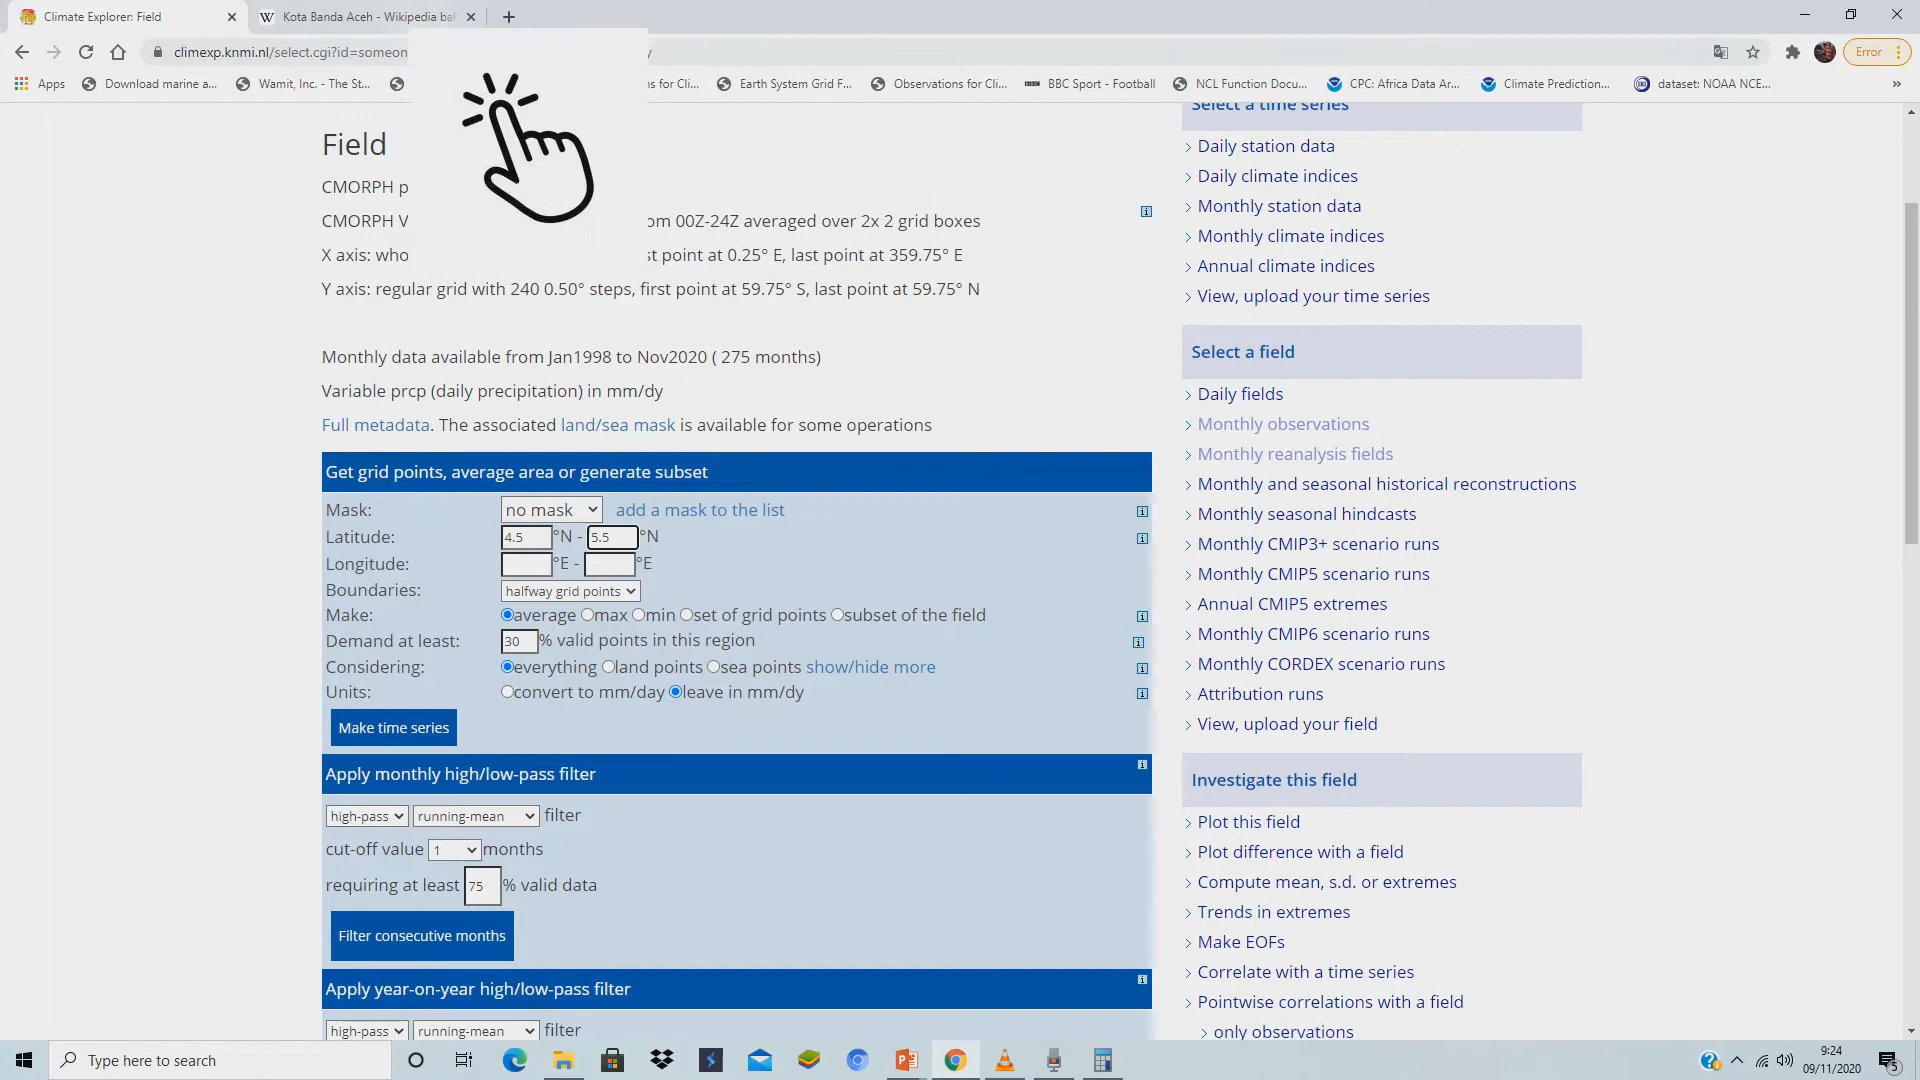 Climate Explorer: Field
Kota Banda Aceh - Wikipedia bah
climexp.knmi.nl/select.cgi?id=someon
Error
Apps
Download marine a...
Wamit, Inc. - The St...
ns for Cli...
Earth System Grid F...
Observations for Cli...
BBC Sport - Football
NCL Function Docu...
CPC: Africa Data Ar...
Climate Prediction...
dataset: NOAA NCE...
»
Field
CMORPH p
CMORPH V om 00Z-24Z averaged over 2x 2 grid boxes
X axis: who st point at 0.25° E, last point at 359.75° E
Y axis: regular grid with 240 0.50° steps, first point at 59.75° S, last point at 59.75° N
Monthly data available from Jan1998 to Nov2020 ( 275 months)
Variable prcp (daily precipitation) in mm/dy
Full metadata. The associated land/sea mask is available for some operations
Get grid points, average area or generate subset
Mask: no mask add a mask to the list
Latitude: 4.5 °N - 5.5 °N
Longitude: °E - °E
Boundaries: halfway grid points
Make: average max min set of grid points subset of the field
Demand at least: 30 % valid points in this region
Considering: everything land points sea points show/hide more
Units: convert to mm/day leave in mm/dy
Make time series
Apply monthly high/low-pass filter
high-pass running-mean filter
cut-off value 1 months
requiring at least 75 % valid data
Filter consecutive months
Apply year-on-year high/low-pass filter
high-pass running-mean filter
Select a time series
Daily station data
Daily climate indices
Monthly station data
Monthly climate indices
Annual climate indices
View, upload your time series
Select a field
Daily fields
Monthly observations
Monthly reanalysis fields
Monthly and seasonal historical reconstructions
Monthly seasonal hindcasts
Monthly CMIP3+ scenario runs
Monthly CMIP5 scenario runs
Annual CMIP5 extremes
Monthly CMIP6 scenario runs
Monthly CORDEX scenario runs
Attribution runs
View, upload your field
Investigate this field
Plot this field
Plot difference with a field
Compute mean, s.d. or extremes
Trends in extremes
Make EOFs
Correlate with a time series
Pointwise correlations with a field
only observations
Type here to search
9:24
09/11/2020
5